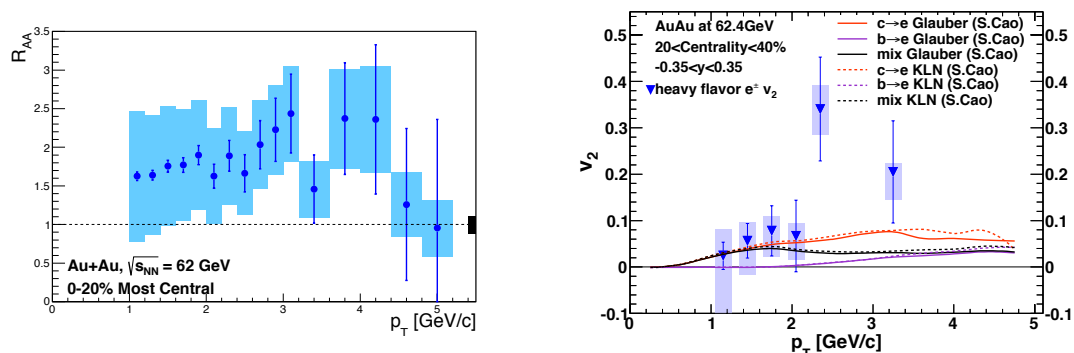 R_AA
3.5
3
2.5
2
1.5
1
0.5
0
Au+Au, √s_NN = 62 GeV
0-20% Most Central
0 1 2 3 4 5
p_T [GeV/c]
v_2
0.5
0.4
0.3
0.2
0.1
0
-0.1
AuAu at 62.4GeV
20<Centrality<40%
-0.35<y<0.35
heavy flavor e± v_2
c→e Glauber (S.Cao)
b→e Glauber (S.Cao)
mix Glauber (S.Cao)
c→e KLN (S.Cao)
b→e KLN (S.Cao)
mix KLN (S.Cao)
0.5
0.4
0.3
0.2
0.1
0
-0.1
0 1 2 3 4 5
p_T [GeV/c]